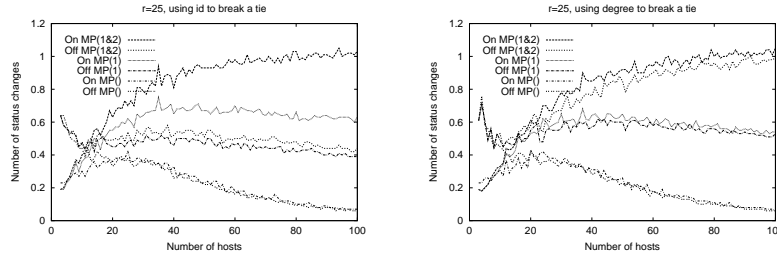 r=25, using id to break a tie
1.2
1
0.8
0.6
0.4
0.2
0
Number of status changes
On MP(1&2)
Off MP(1&2)
On MP(1)
Off MP(1)
On MP()
Off MP()
0 20 40 60 80 100
Number of hosts
r=25, using degree to break a tie
1.2
1
0.8
0.6
0.4
0.2
0
Number of status changes
On MP(1&2)
Off MP(1&2)
On MP(1)
Off MP(1)
On MP()
Off MP()
0 20 40 60 80 100
Number of hosts